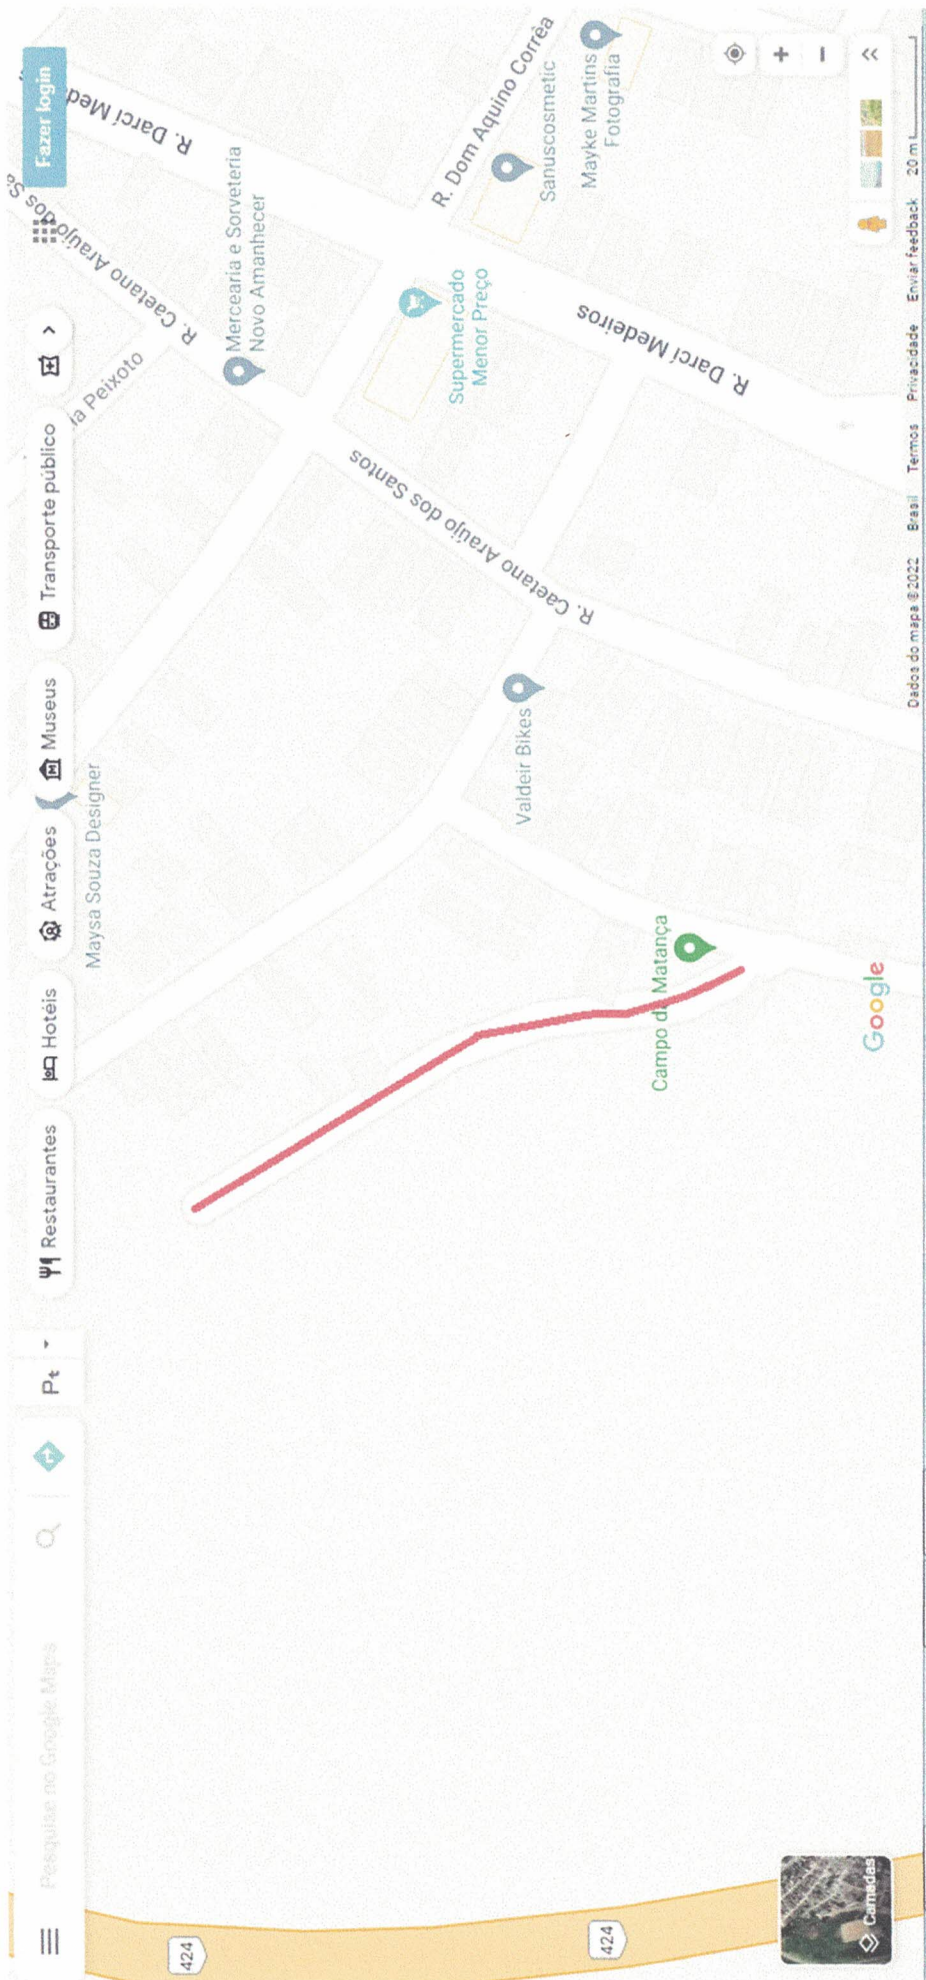 Pesquise no Google Maps
Pt
Restaurantes
Hotéis
Atrações
Museus
Transporte público
Fazer login
Maysa Souza Designer
R. Caetano Araújo dos S
R. Darci Med
la Peixoto
Mercearia e Sorveteria
Novo Amanhecer
R. Caetano Araújo dos Santos
Supermercado
Menor Preço
R. Dom Aquino Corrêa
Sanuscosmetic
Mayke Martins
Fotografia
R. Darci Medeiros
Valdeir Bikes
Campo da Matança
424
424
Camadas
Google
Dados do mapa ©2022 Brasil Termos Privacidade Enviar feedback 20 m